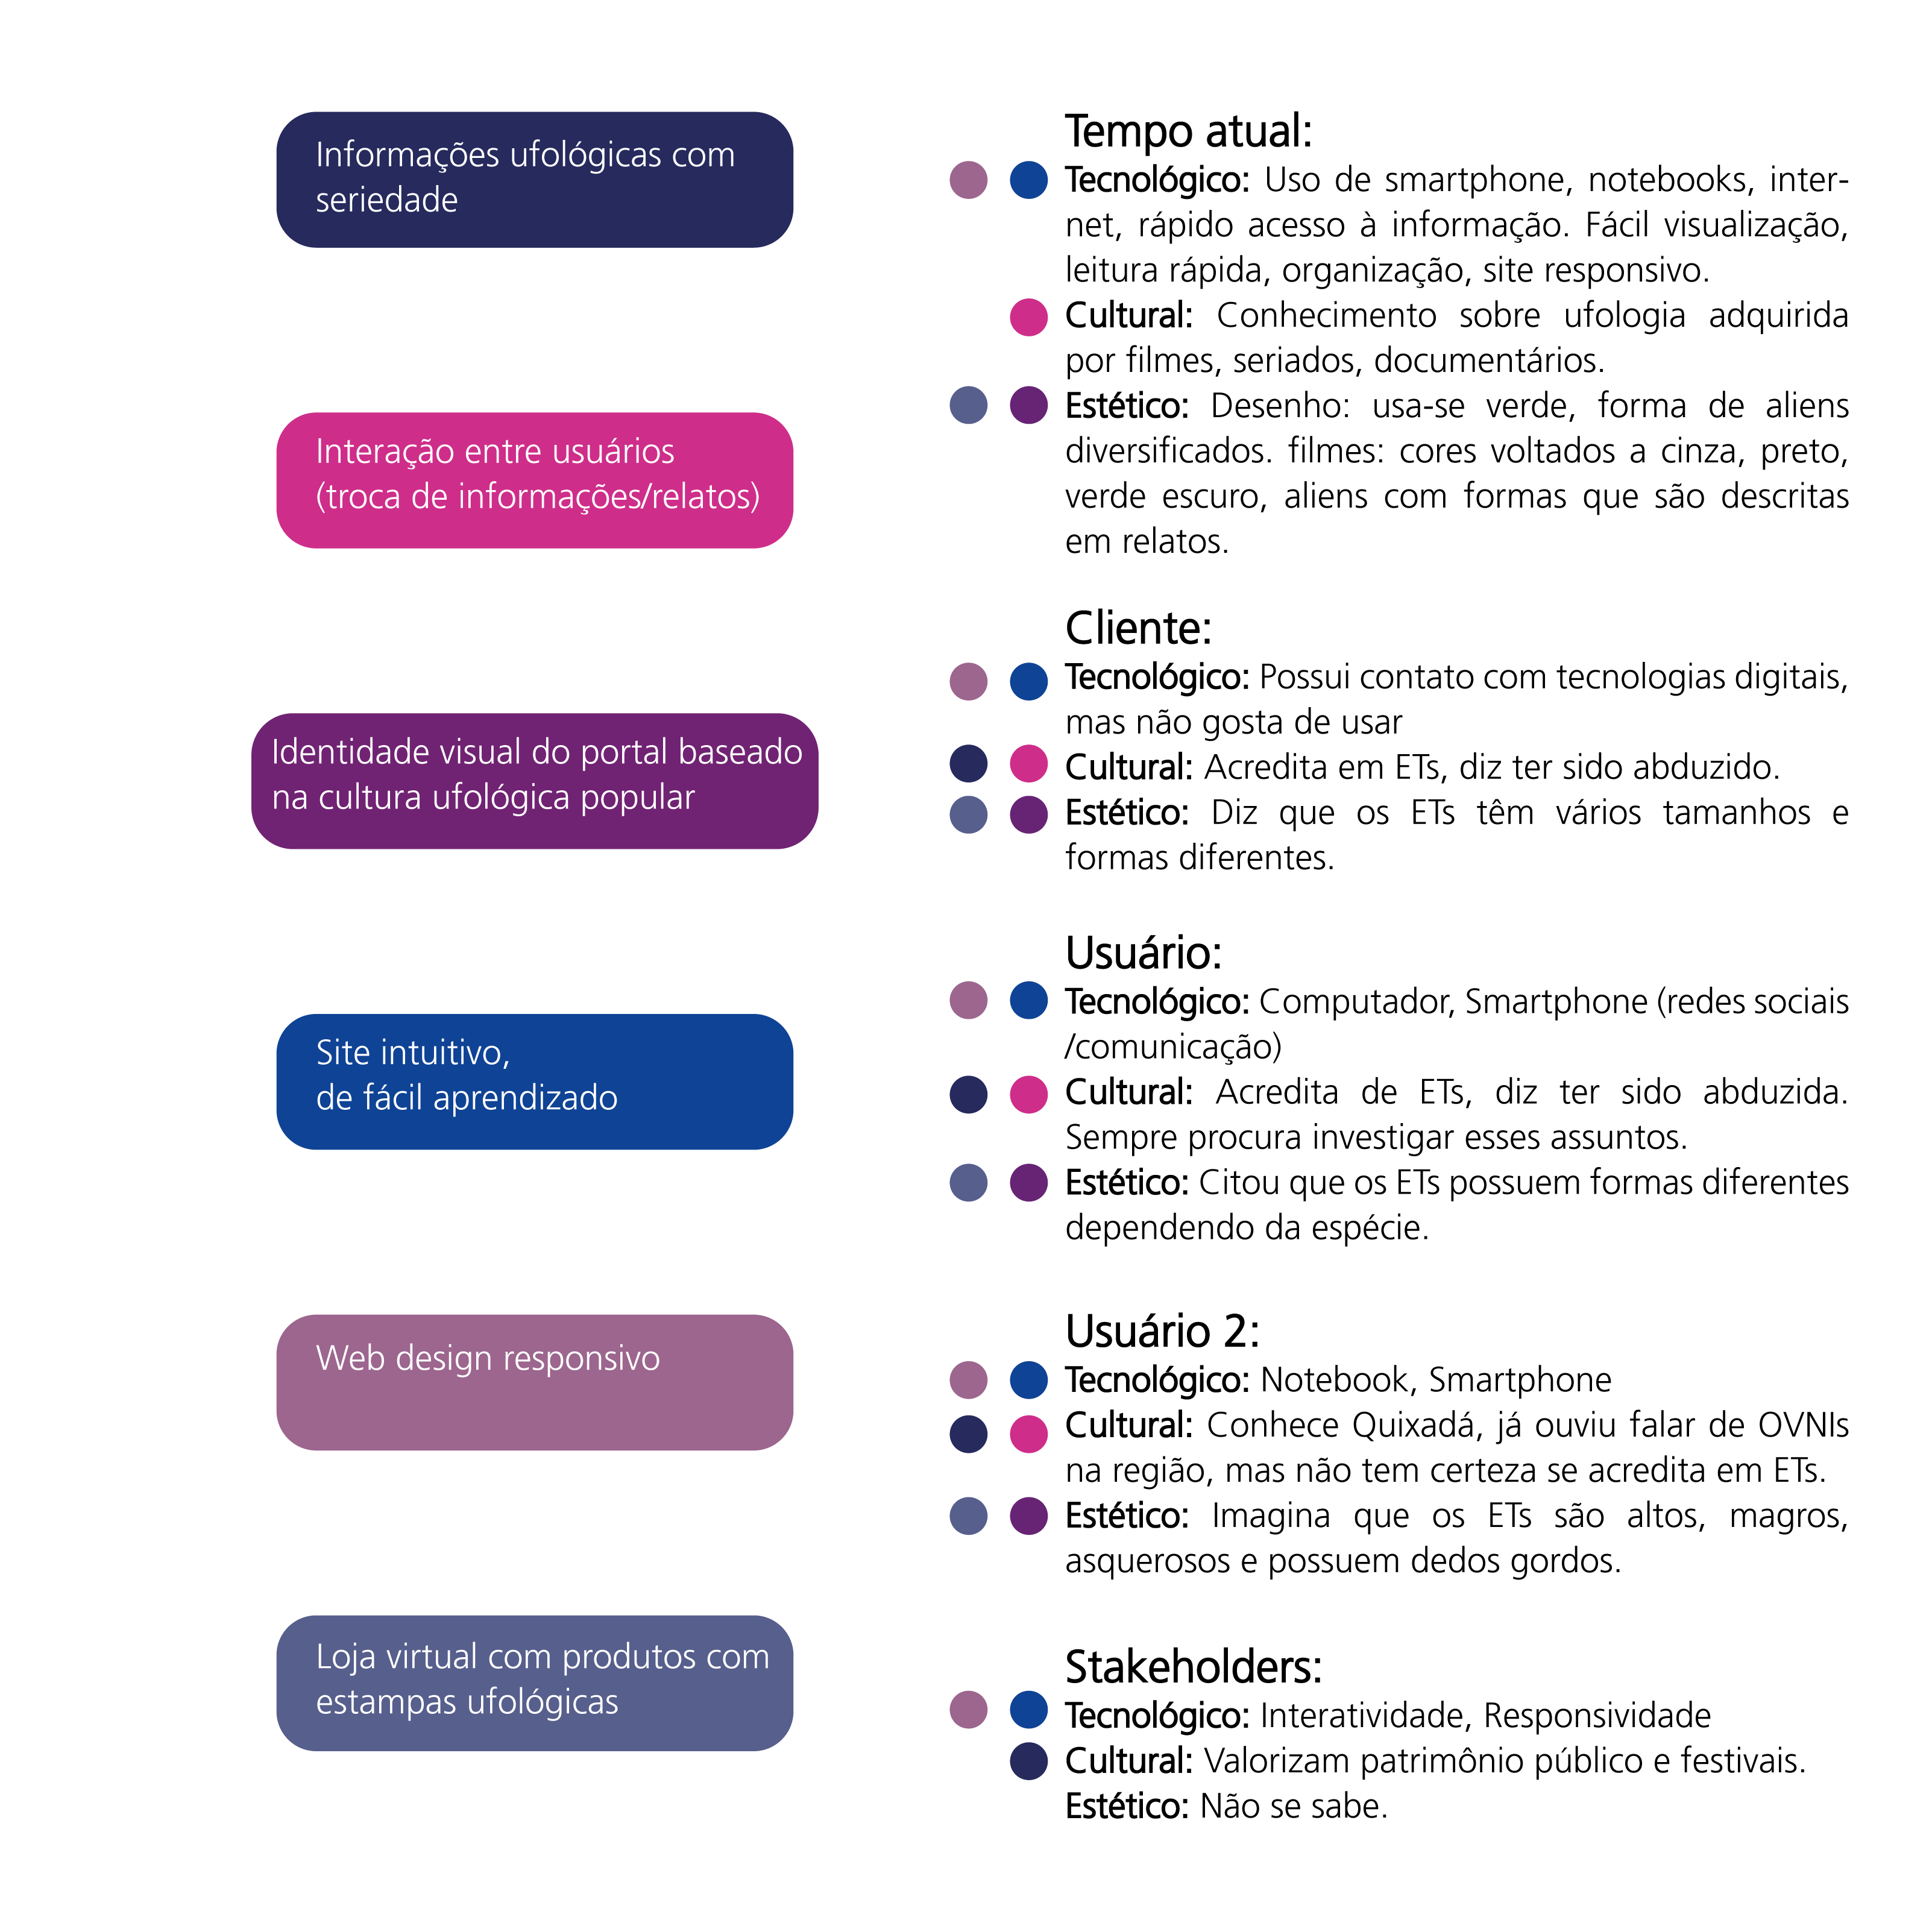 Informações ufológicas com
seriedade
Interação entre usuários
(troca de informações/relatos)
Identidade visual do portal baseado
na cultura ufológica popular
Site intuitivo,
de fácil aprendizado
Web design responsivo
Loja virtual com produtos com
estampas ufológicas
Tempo atual:
Tecnológico: Uso de smartphone, notebooks, inter-
net, rápido acesso à informação. Fácil visualização,
leitura rápida, organização, site responsivo.
Cultural: Conhecimento sobre ufologia adquirida
por filmes, seriados, documentários.
Estético: Desenho: usa-se verde, forma de aliens
diversificados. filmes: cores voltados a cinza, preto,
verde escuro, aliens com formas que são descritas
em relatos.
Cliente:
Tecnológico: Possui contato com tecnologias digitais,
mas não gosta de usar
Cultural: Acredita em ETs, diz ter sido abduzido.
Estético: Diz que os ETs têm vários tamanhos e
formas diferentes.
Usuário:
Tecnológico: Computador, Smartphone (redes sociais
/comunicação)
Cultural: Acredita de ETs, diz ter sido abduzida.
Sempre procura investigar esses assuntos.
Estético: Citou que os ETs possuem formas diferentes
dependendo da espécie.
Usuário 2:
Tecnológico: Notebook, Smartphone
Cultural: Conhece Quixadá, já ouviu falar de OVNIs
na região, mas não tem certeza se acredita em ETs.
Estético: Imagina que os ETs são altos, magros,
asquerosos e possuem dedos gordos.
Stakeholders:
Tecnológico: Interatividade, Responsividade
Cultural: Valorizam patrimônio público e festivais.
Estético: Não se sabe.